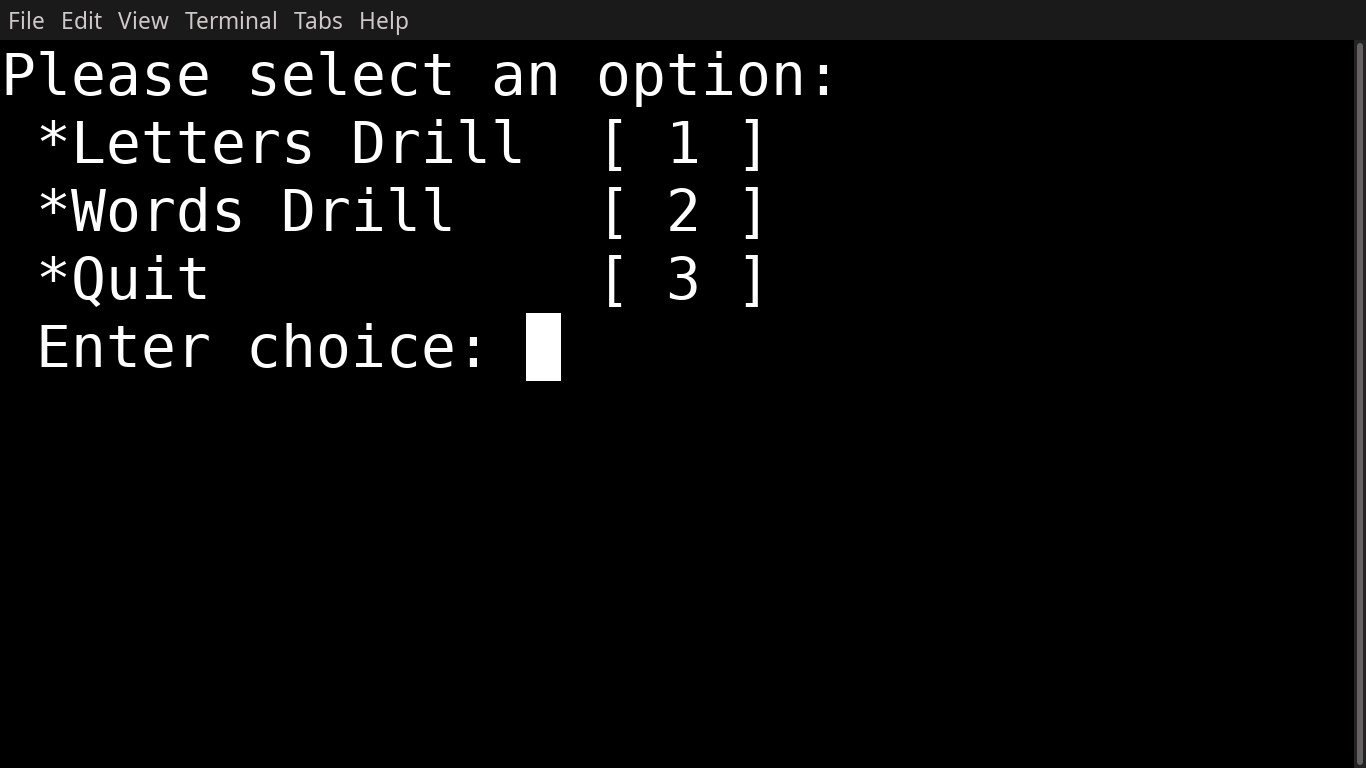 File Edit View Terminal Tabs Help
Please select an option:
 *Letters Drill  [ 1 ]
 *Words Drill    [ 2 ]
 *Quit           [ 3 ]
 Enter choice: